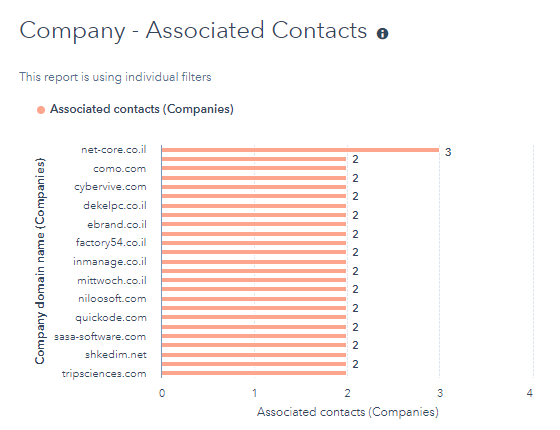 Company - Associated Contacts
This report is using individual filters
Associated contacts (Companies)
Company domain name (Companies)
net-core.co.il
3
2
como.com
2
cybervive.com
2
dekelpc.co.il
2
ebrand.co.il
2
factory54.co.il
2
inmanage.co.il
2
mittwoch.co.il
2
niloosoft.com
2
quickode.com
2
sasa-software.com
2
shkedim.net
2
tripsciences.com
0 1 2 3 4
Associated contacts (Companies)